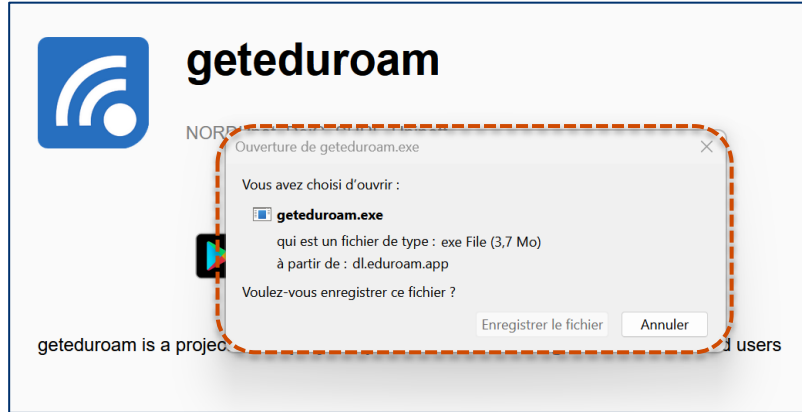 geteduroam
Ouverture de geteduroam.exe
Vous avez choisi d'ouvrir :
geteduroam.exe
qui est un fichier de type : exe File (3,7 Mo)
à partir de : dl.eduroam.app
Voulez-vous enregistrer ce fichier ?
Enregistrer le fichier Annuler
geteduroam is a users